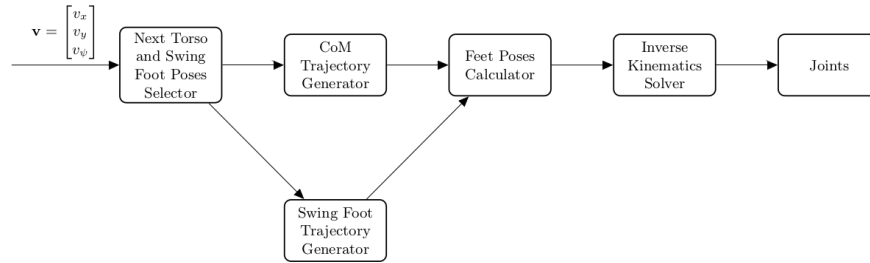 v = [v_x
v_y
v_ψ]
Next Torso
and Swing
Foot Poses
Selector
CoM
Trajectory
Generator
Feet Poses
Calculator
Inverse
Kinematics
Solver
Joints
Swing Foot
Trajectory
Generator